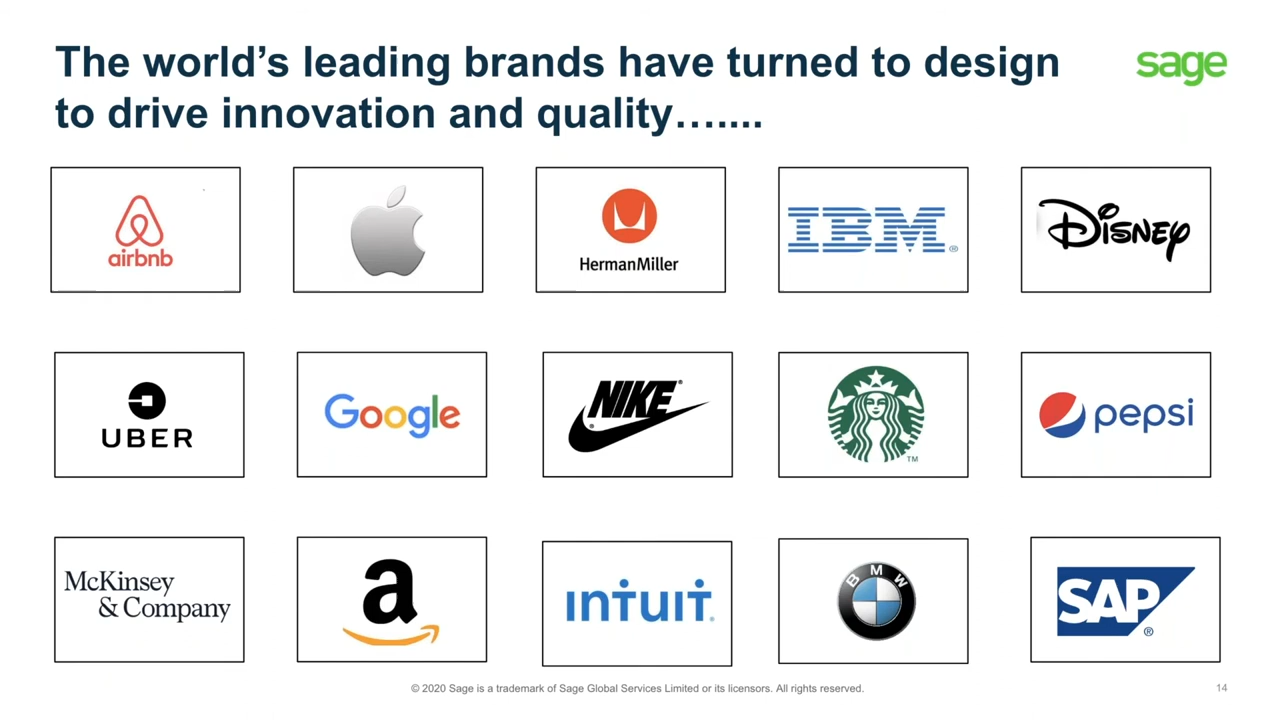 The world’s leading brands have turned to design
to drive innovation and quality…....
sage
airbnb
HermanMiller
IBM®
Disney
UBER
Google
NIKE®
®
TM
pepsi
McKinsey
& Company
a
intuit®
BMW
SAP
®
© 2020 Sage is a trademark of Sage Global Services Limited or its licensors. All rights reserved.
14